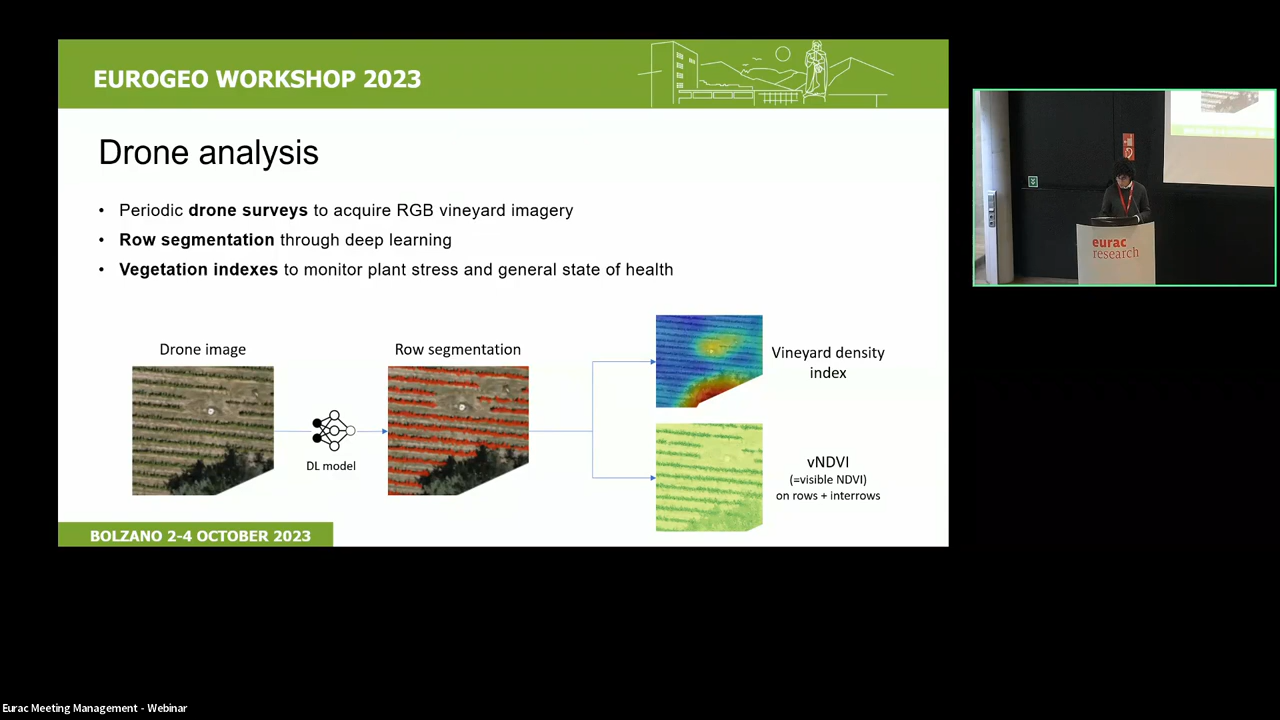 EUROGEO WORKSHOP 2023
Drone analysis
• Periodic drone surveys to acquire RGB vineyard imagery
• Row segmentation through deep learning
• Vegetation indexes to monitor plant stress and general state of health
Drone image
DL model
Row segmentation
Vineyard density
index
vNDVI
(=visible NDVI)
on rows + interrows
BOLZANO 2-4 OCTOBER 2023
eurac
research
Eurac Meeting Management - Webinar